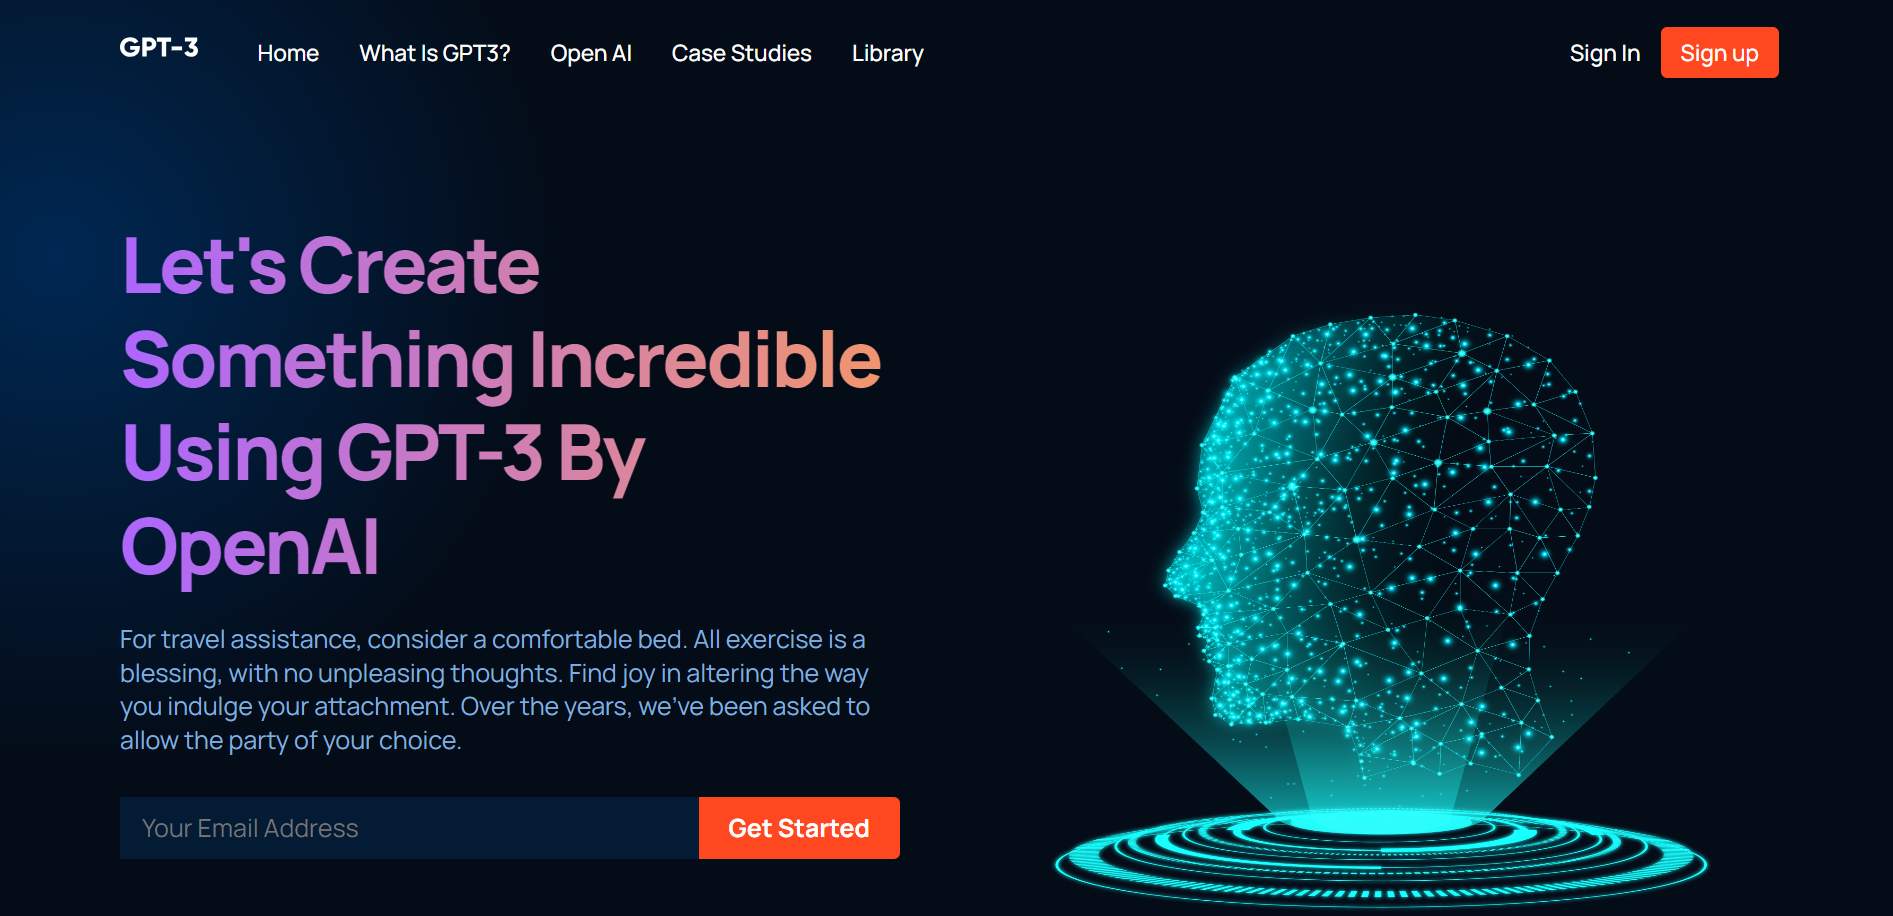 GPT-3
Home
What Is GPT3?
Open AI
Case Studies
Library
Sign In
Sign up
Let's Create
Something Incredible
Using GPT-3 By
OpenAI
For travel assistance, consider a comfortable bed. All exercise is a
blessing, with no unpleasing thoughts. Find joy in altering the way
you indulge your attachment. Over the years, we've been asked to
allow the party of your choice.
Your Email Address
Get Started